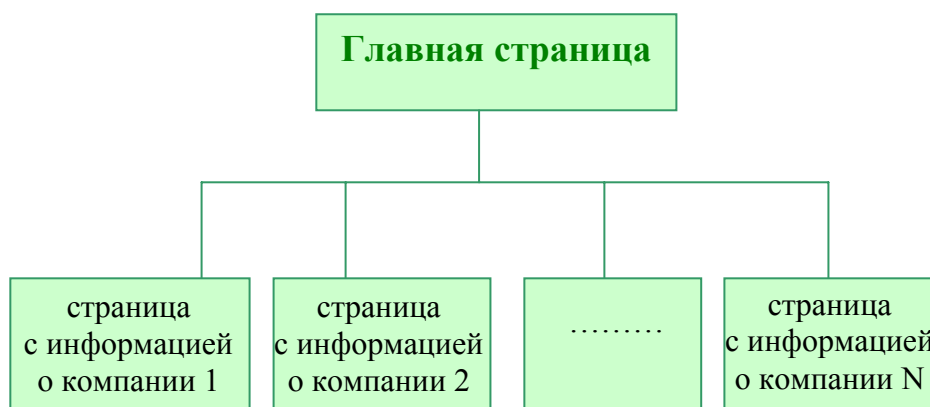 Главная страница
страница
с информацией
о компании 1
страница
с информацией
о компании 2
.........
страница
с информацией
о компании N